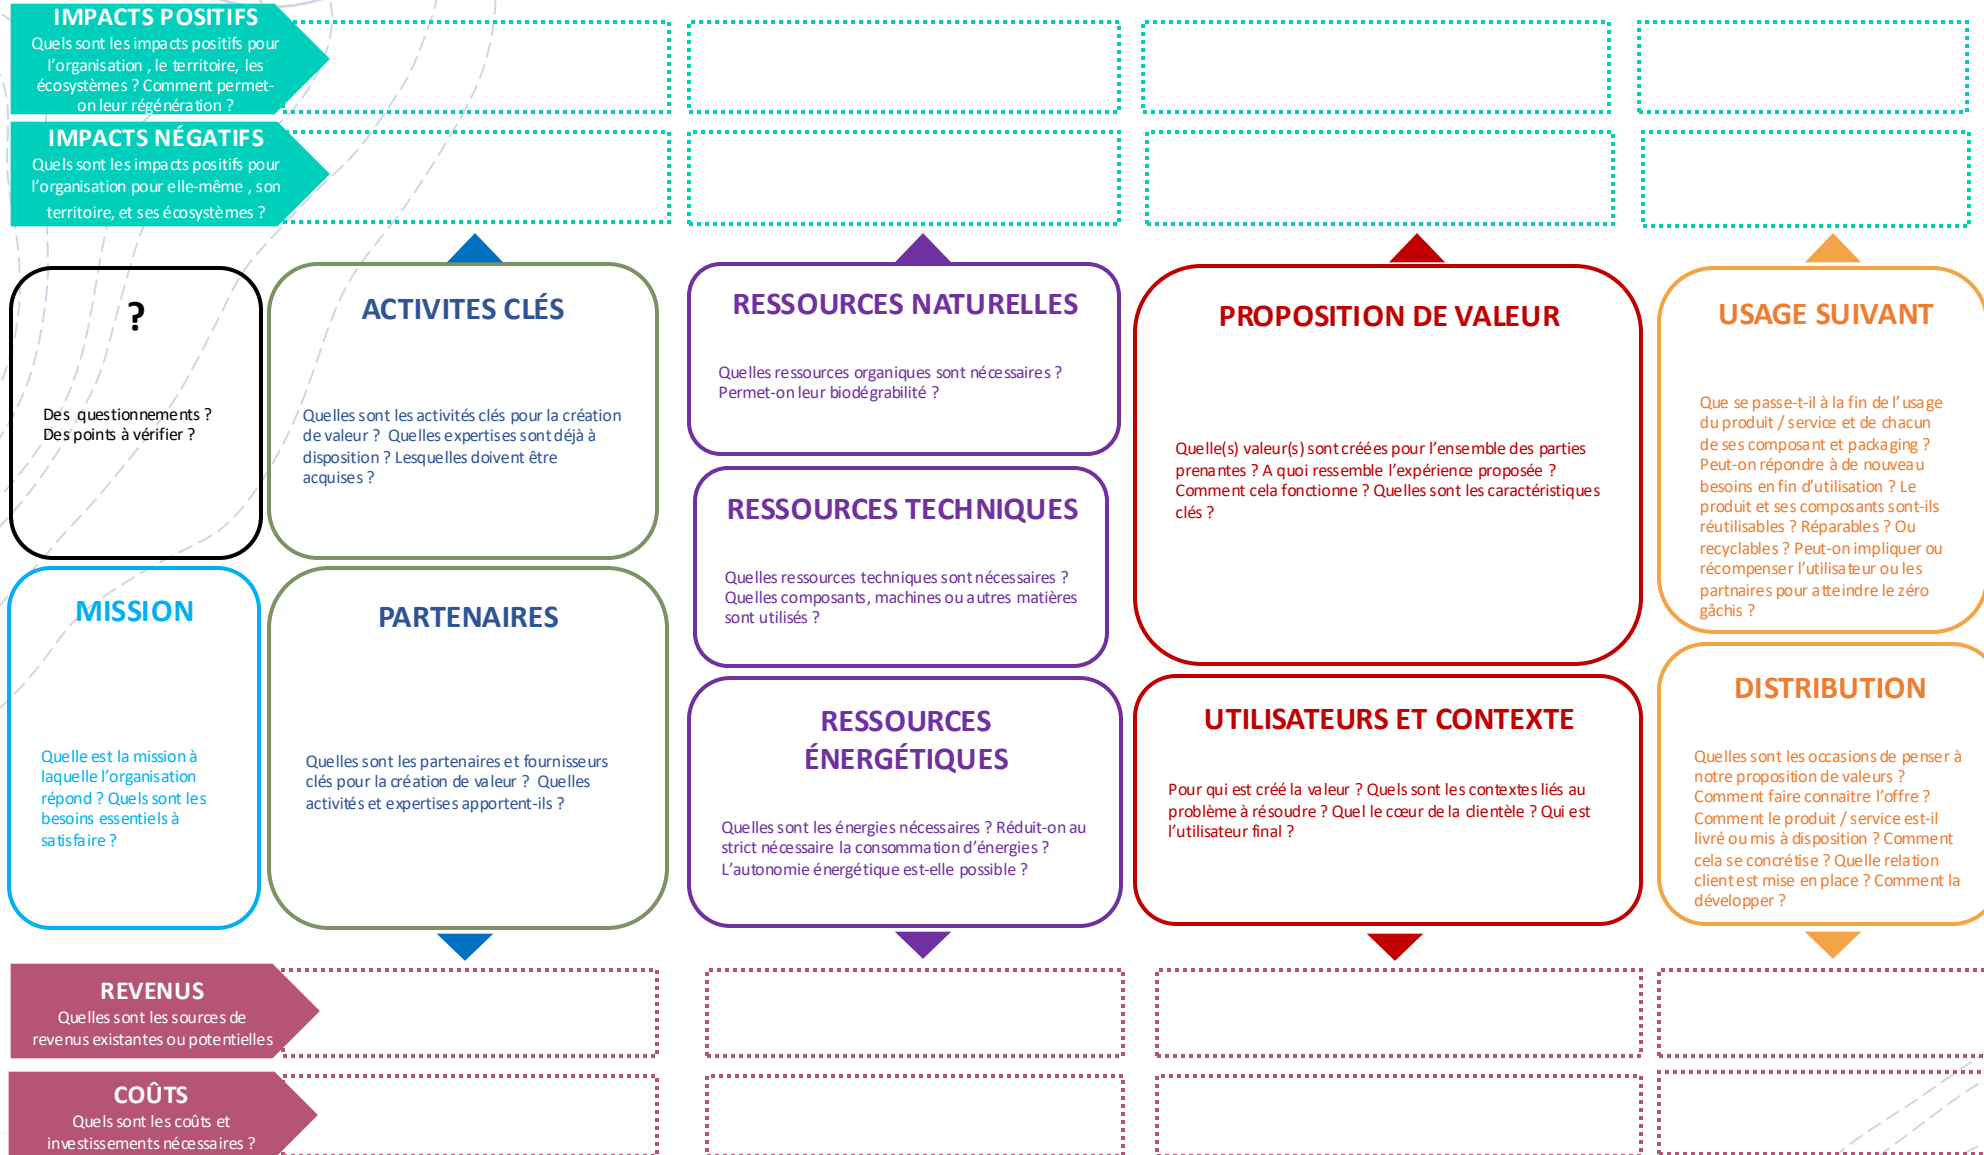 IMPACTS POSITIFS
Quels sont les impacts positifs pour
l'organisation , le territoire, les
écosystèmes ? Comment permet-
on leur régénération ?
IMPACTS NÉGATIFS
Quels sont les impacts positifs pour
l'organisation pour elle-même , son
territoire, et ses écosystèmes ?
?
Des questionnements ?
Des points à vérifier ?
ACTIVITES CLÉS
Quelles sont les activités clés pour la création
de valeur ? Quelles expertises sont déjà à
disposition ? Lesquelles doivent être
acquises ?
RESSOURCES NATURELLES
Quelles ressources organiques sont nécessaires ?
Permet-on leur biodégrabilité ?
RESSOURCES TECHNIQUES
Quelles ressources techniques sont nécessaires ?
Quelles composants, machines ou autres matières
sont utilisés ?
PROPOSITION DE VALEUR
Quelle(s) valeur(s) sont créées pour l'ensemble des parties
prenantes ? A quoi ressemble l'expérience proposée ?
Comment cela fonctionne ? Quelles sont les caractéristiques
clés ?
USAGE SUIVANT
Que se passe-t-il à la fin de l'usage
du produit / service et de chacun
de ses composant et packaging ?
Peut-on répondre à de nouveau
besoins en fin d'utilisation ? Le
produit et ses composants sont-ils
réutilisables ? Réparables ? Ou
recyclables ? Peut-on impliquer ou
récompenser l'utilisateur ou les
partnaires pour atteindre le zéro
gâchis ?
MISSION
Quelle est la mission à
laquelle l'organisation
répond ? Quels sont les
besoins essentiels à
satisfaire ?
PARTENAIRES
Quelles sont les partenaires et fournisseurs
clés pour la création de valeur ? Quelles
activités et expertises apportent-ils ?
RESSOURCES
ÉNERGÉTIQUES
Quelles sont les énergies nécessaires ? Réduit-on au
strict nécessaire la consommation d'énergies ?
L'autonomie énergétique est-elle possible ?
UTILISATEURS ET CONTEXTE
Pour qui est créé la valeur ? Quels sont les contextes liés au
problème à résoudre ? Quel le cœur de la clientèle ? Qui est
l'utilisateur final ?
DISTRIBUTION
Quelles sont les occasions de penser à
notre proposition de valeurs ?
Comment faire connaitre l'offre ?
Comment le produit / service est-il
livré ou mis à disposition ? Comment
cela se concrétise ? Quelle relation
client est mise en place ? Comment la
développer ?
REVENUS
Quelles sont les sources de
revenus existantes ou potentielles
COÛTS
Quels sont les coûts et
investissements nécessaires ?